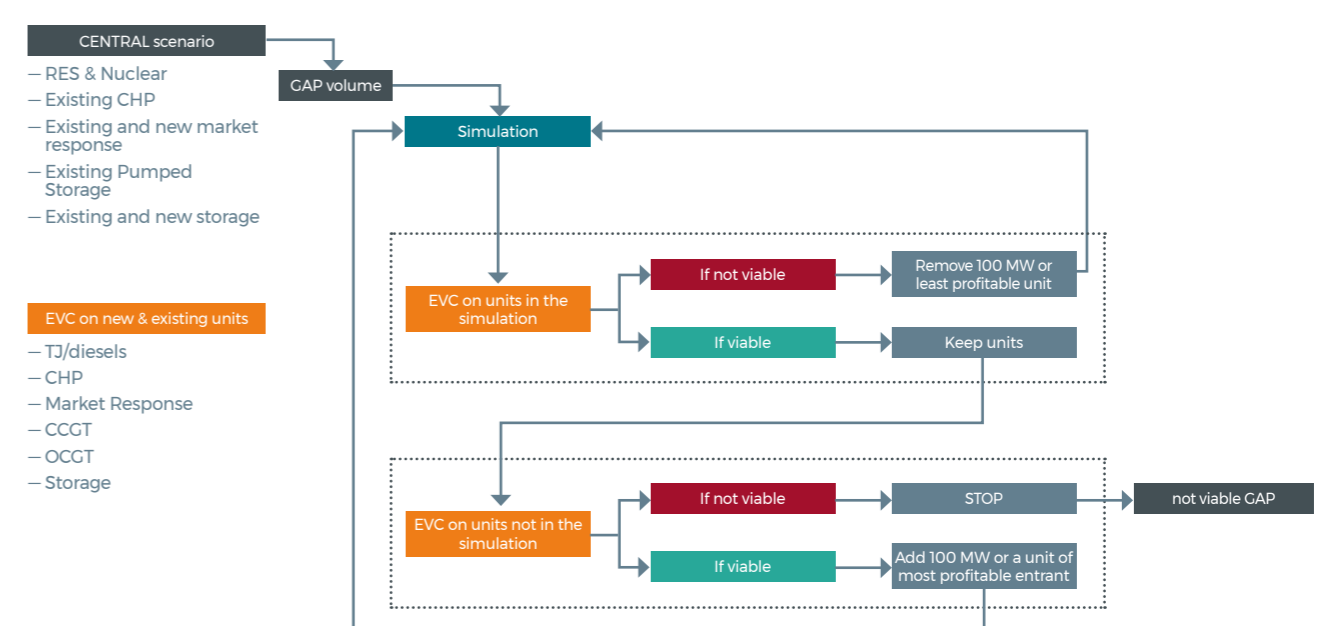 CENTRAL scenario
— RES & Nuclear
— Existing CHP
— Existing and new market
response
— Existing Pumped
Storage
— Existing and new storage
GAP volume
Simulation
EVC on new & existing units
— TJ/diesels
— CHP
— Market Response
— CCGT
— OCGT
— Storage
EVC on units in the
simulation
If not viable
Remove 100 MW or
least profitable unit
If viable
Keep units
EVC on units not in the
simulation
If not viable
STOP
not viable GAP
If viable
Add 100 MW or a unit of
most profitable entrant